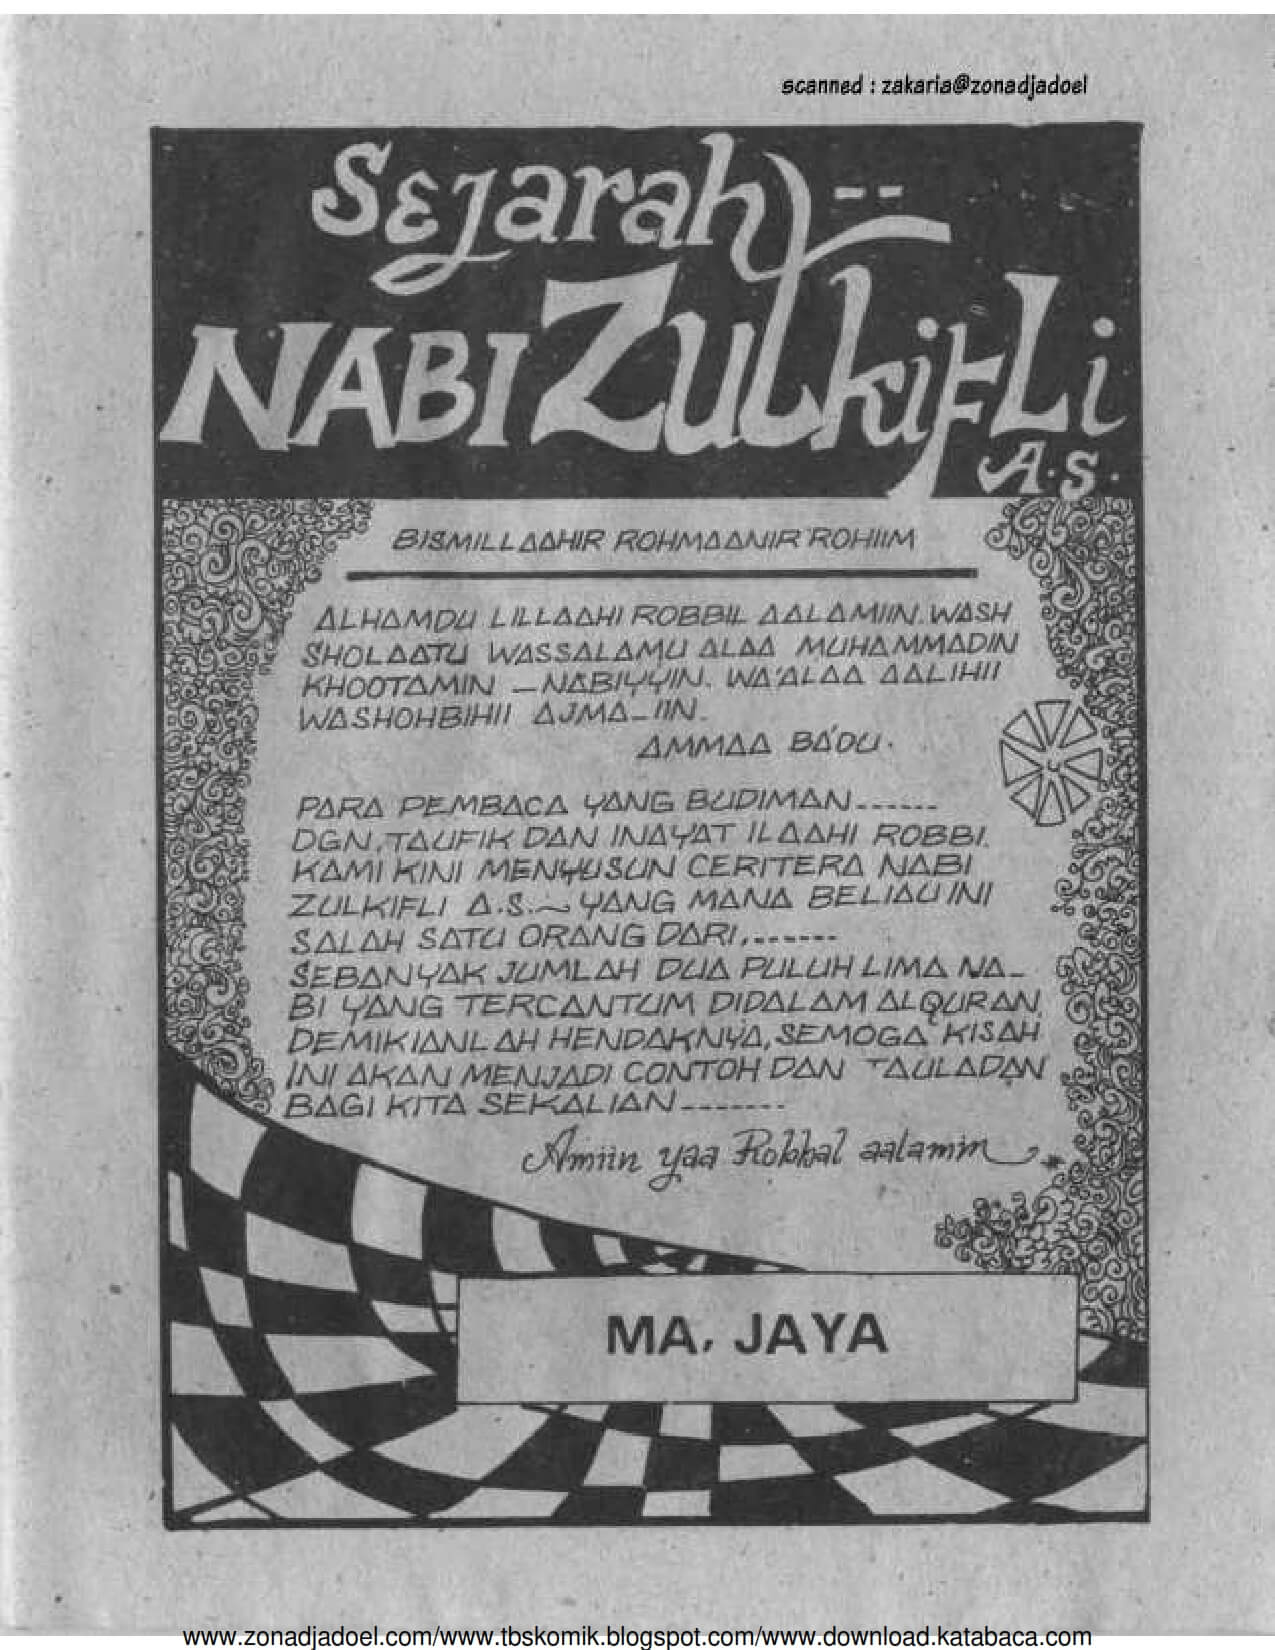 scanned : zakaria@zonadjadoel
Sejarah
NABI ZULkifLi
A.S.
BISMILLAAHIR ROHMAANIR ROHIIM
ALHAMDU LILLAAHI ROBBIL AALAMIIN. WASH
SHOLAATU WASSALAMU ALAA MUHAMMADIN
KHOOTAMIN - NABIYYIN. WA'ALAA AALIHII
WASHOHBIHII AJMA-IIN.
AMMAA BA'DU.
PARA PEMBACA YANG BUDIMAN------
DGN, TAUFIK DAN INAYAT ILAAHI ROBBI.
KAMI KINI MENYUSUN CERITERA NABI
ZULKIFLI A.S.~ YANG MANA BELIAU INI
SALAH SATU ORANG DARI,------
SEBANYAK JUMLAH DUA PULUH LIMA NA-
BI YANG TERCANTUM DIDALAM ALQURAN,
DEMIKIANLAH HENDAKNYA, SEMOGA KISAH
INI AKAN MENJADI CONTOH DAN TAULADAN
BAGI KITA SEKALIAN-------
Amiin yaa Robbal aalamin
MA. JAYA
www.zonadjadoel.com/www.tbskomik.blogspot.com/www.download.katabaca.com